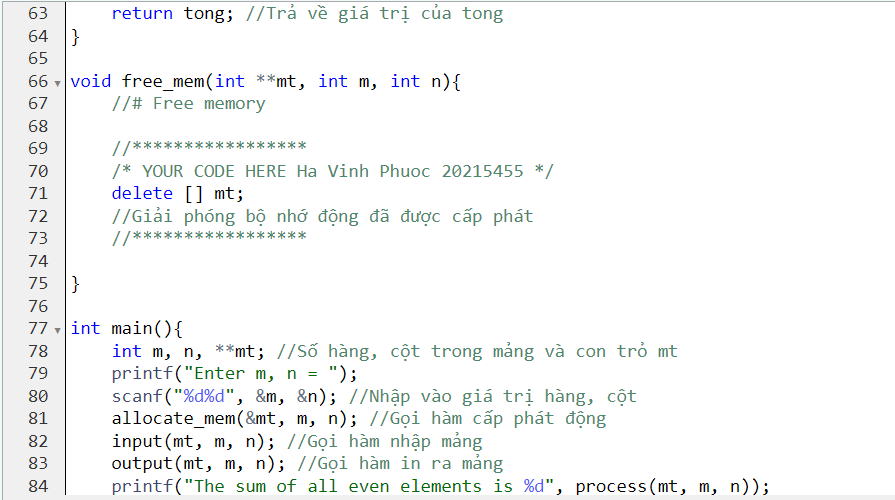 63     return tong; //Trả về giá trị của tong
64 }
65
66 void free_mem(int **mt, int m, int n){
67     //# Free memory
68
69     //*****************
70     /* YOUR CODE HERE Ha Vinh Phuoc 20215455 */
71     delete [] mt;
72     //Giải phóng bộ nhớ động đã được cấp phát
73     //*****************
74
75 }
76
77 int main(){
78     int m, n, **mt; //Số hàng, cột trong mảng và con trỏ mt
79     printf("Enter m, n = ");
80     scanf("%d%d", &m, &n); //Nhập vào giá trị hàng, cột
81     allocate_mem(&mt, m, n); //Gọi hàm cấp phát động
82     input(mt, m, n); //Gọi hàm nhập mảng
83     output(mt, m, n); //Gọi hàm in ra mảng
84     printf("The sum of all even elements is %d", process(mt, m, n));